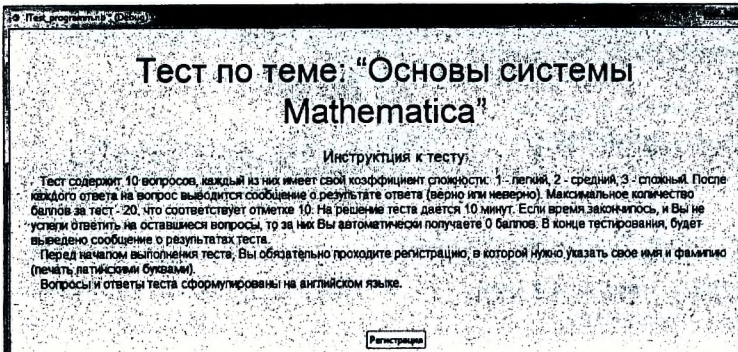 Тест по теме: “Основы системы
Mathematica”
Инструкция к тесту:
Тест содержит 10 вопросов, каждый из них имеет свой коэффициент сложности: 1 - легкий, 2 - средний, 3 - сложный. После
каждого ответа на вопрос выводится сообщение о результате ответа (верно или неверно). Максимальное количество
баллов за тест - 20, что соответствует отметке 10. На решение теста дается 10 минут. Если время закончилось, и Вы не
успели ответить на оставшиеся вопросы, то за них Вы автоматически получаете 0 баллов. В конце тестирования, будет
выведено сообщение о результатах теста.
Перед началом выполнения теста, Вы обязательно проходите регистрацию, в которой нужно указать свое имя и фамилию
(печать латинскими буквами).
Вопросы и ответы теста сформулированы на английском языке.
Регистрация